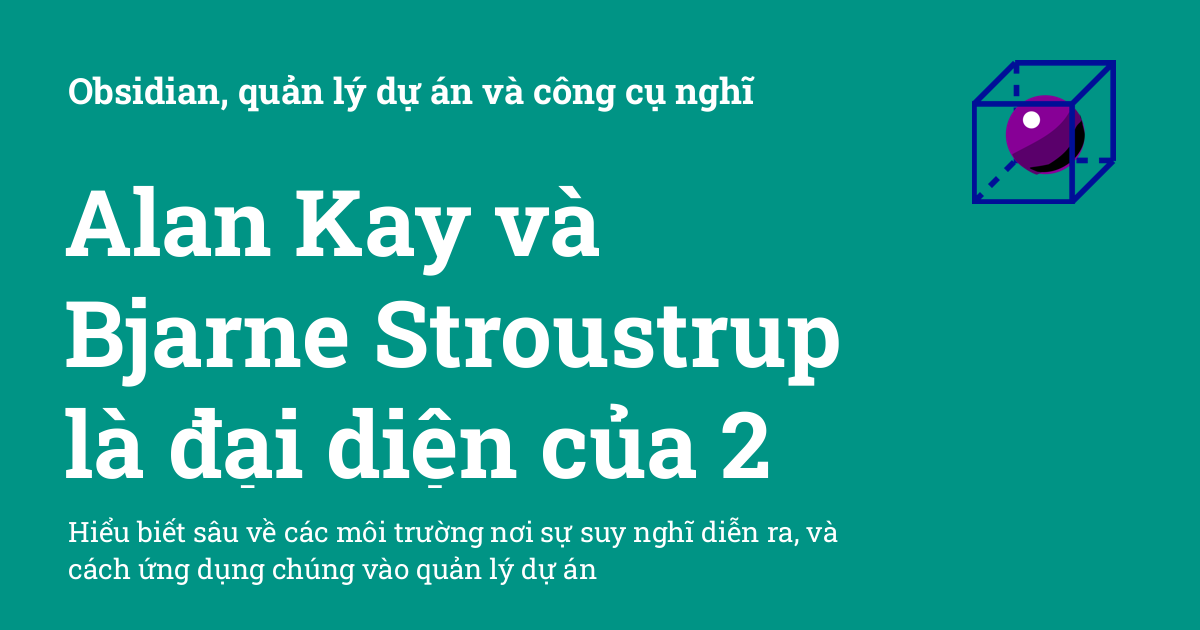 Obsidian, quản lý dự án và công cụ nghĩ
Alan Kay và
Bjarne Stroustrup
là đại diện của 2
Hiểu biết sâu về các môi trường nơi sự suy nghĩ diễn ra, và
cách ứng dụng chúng vào quản lý dự án